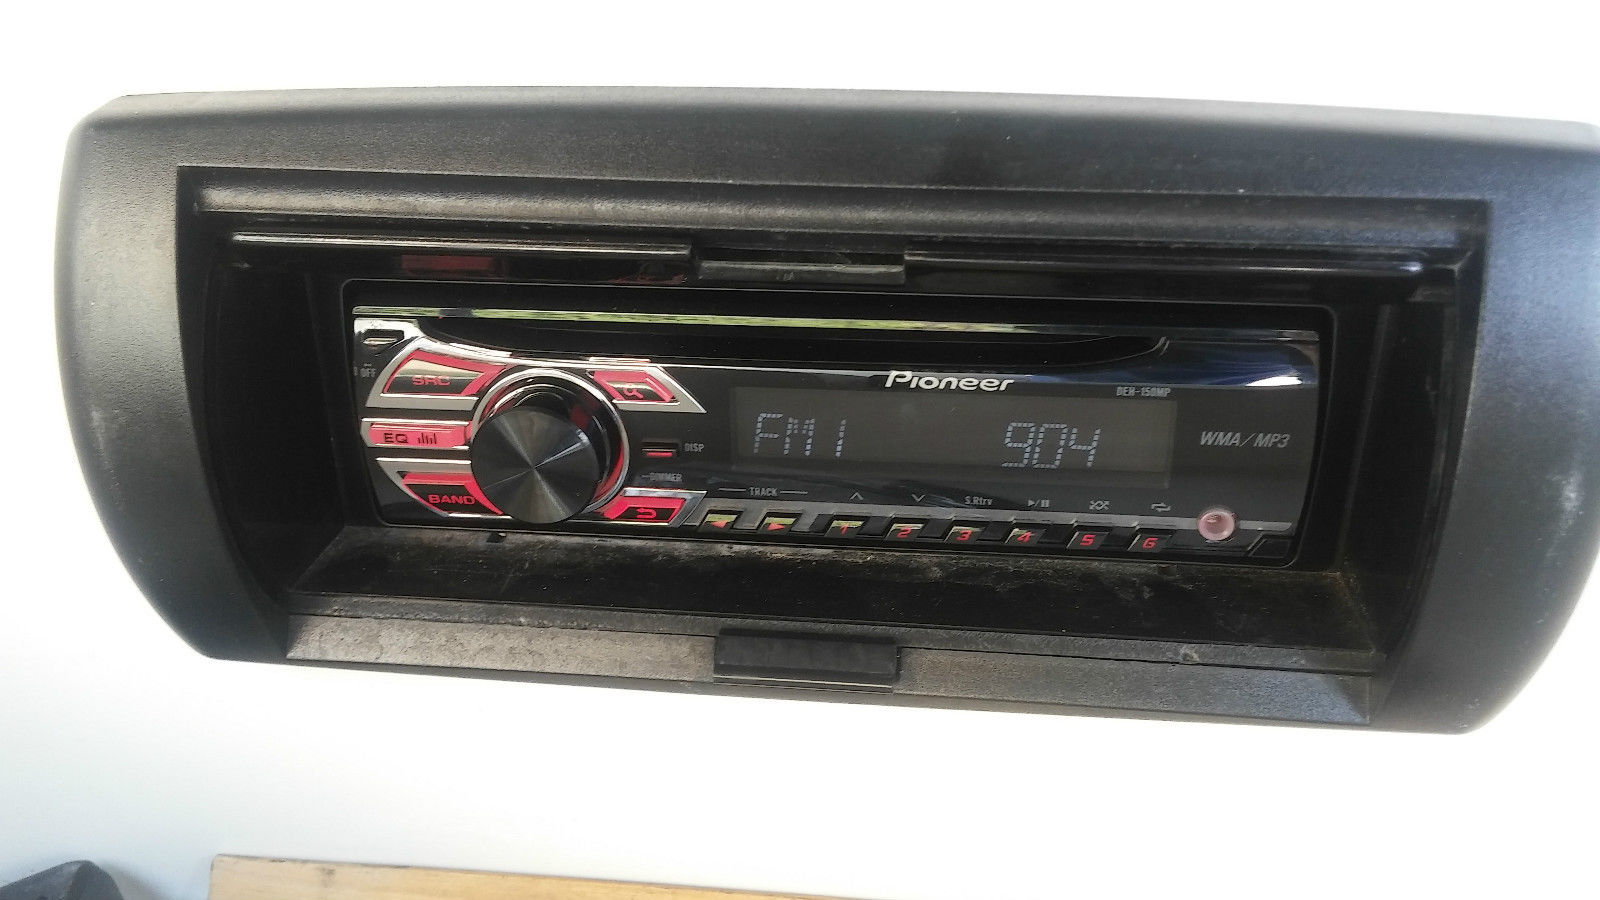 Pioneer
DEH-150MP
OFF
SRC
EQ
BAND
DISP
DIMMER
FM1 904
WMA/MP3
TRACK
S.Rtrv
1 2 3 4 5 6